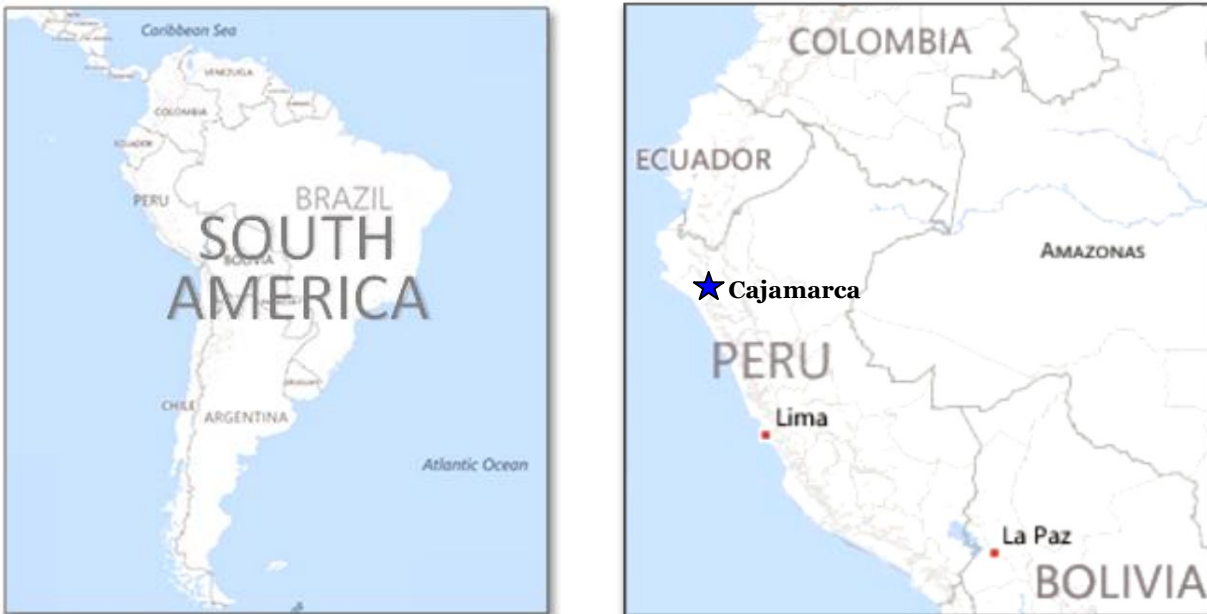 Caribbean Sea
VENEZUELA
COLOMBIA
ECUADOR
PERU
BRAZIL
SOUTH
BOLIVIA
AMERICA
URUGUAY
CHILE
ARGENTINA
Atlantic Ocean
COLOMBIA
ECUADOR
AMAZONAS
Cajamarca
PERU
Lima
La Paz
BOLIVIA